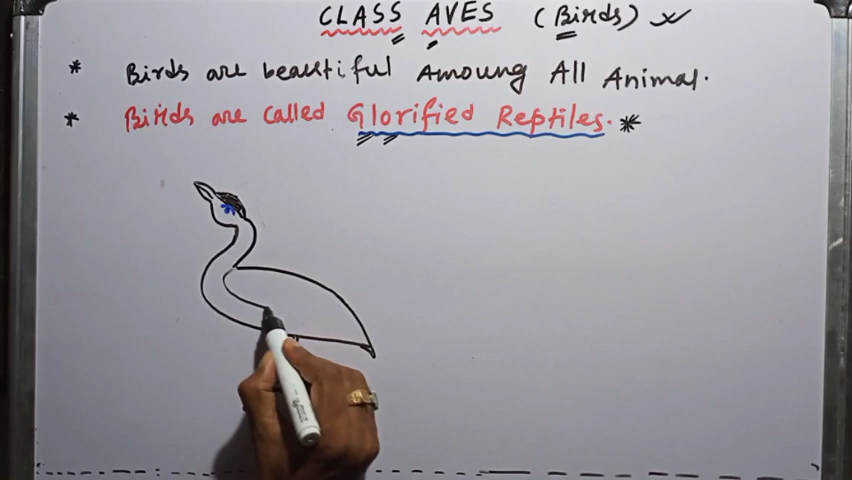 CLASS AVES (Birds)
* Birds are beautiful Amoung All Animal.
* Birds are called Glorified Reptiles. *